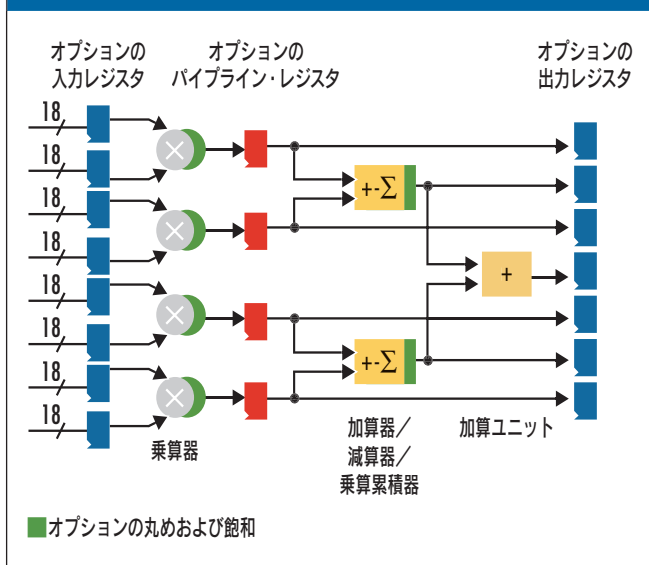 オプションの
入力レジスタ
オプションの
パイプライン・レジスタ
オプションの
出力レジスタ
18
18
18
18
18
18
18
18
×
×
×
×
+-Σ
+
+-Σ
乗算器
加算器／
減算器／
乗算累積器
加算ユニット
オプションの丸めおよび飽和